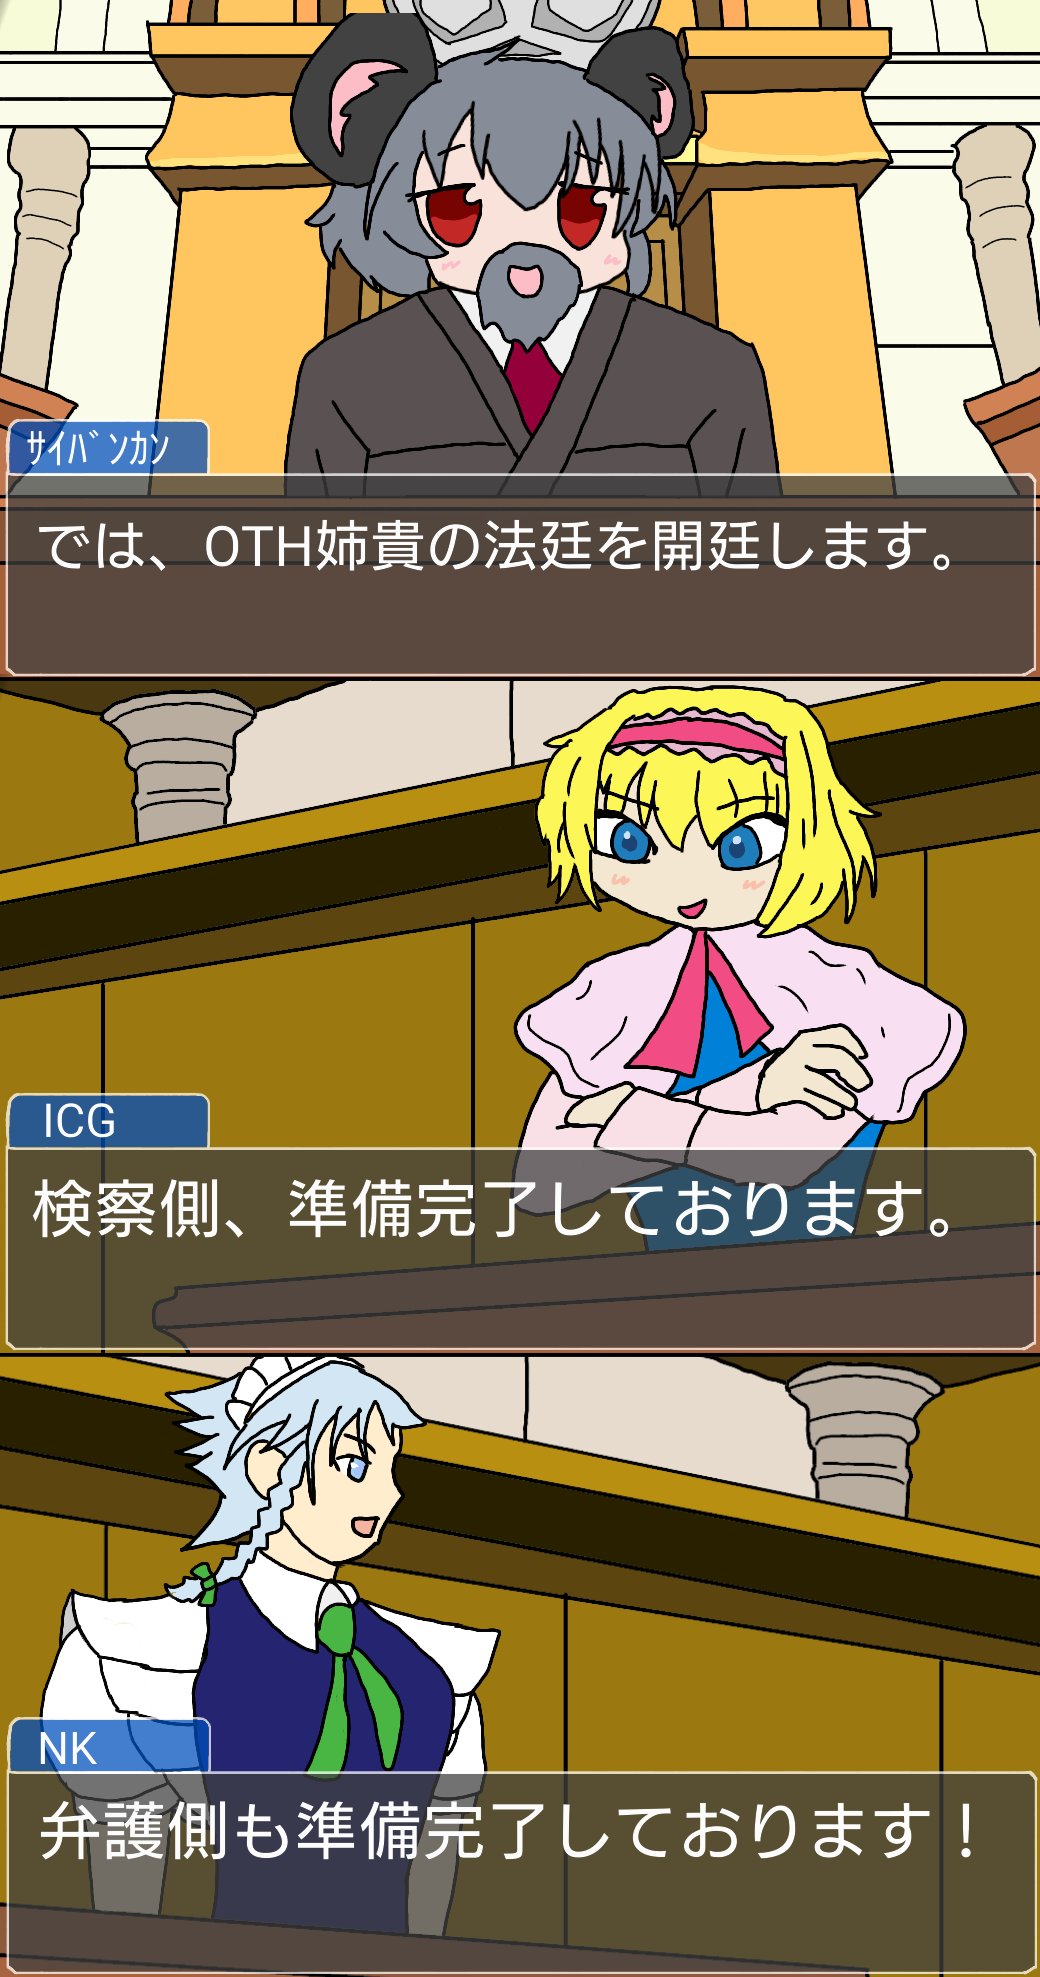 ｻｲﾊﾞﾝｶﾝ
では、OTH姉貴の法廷を開廷します。
ICG
検察側、準備完了しております。
NK
弁護側も準備完了しております！